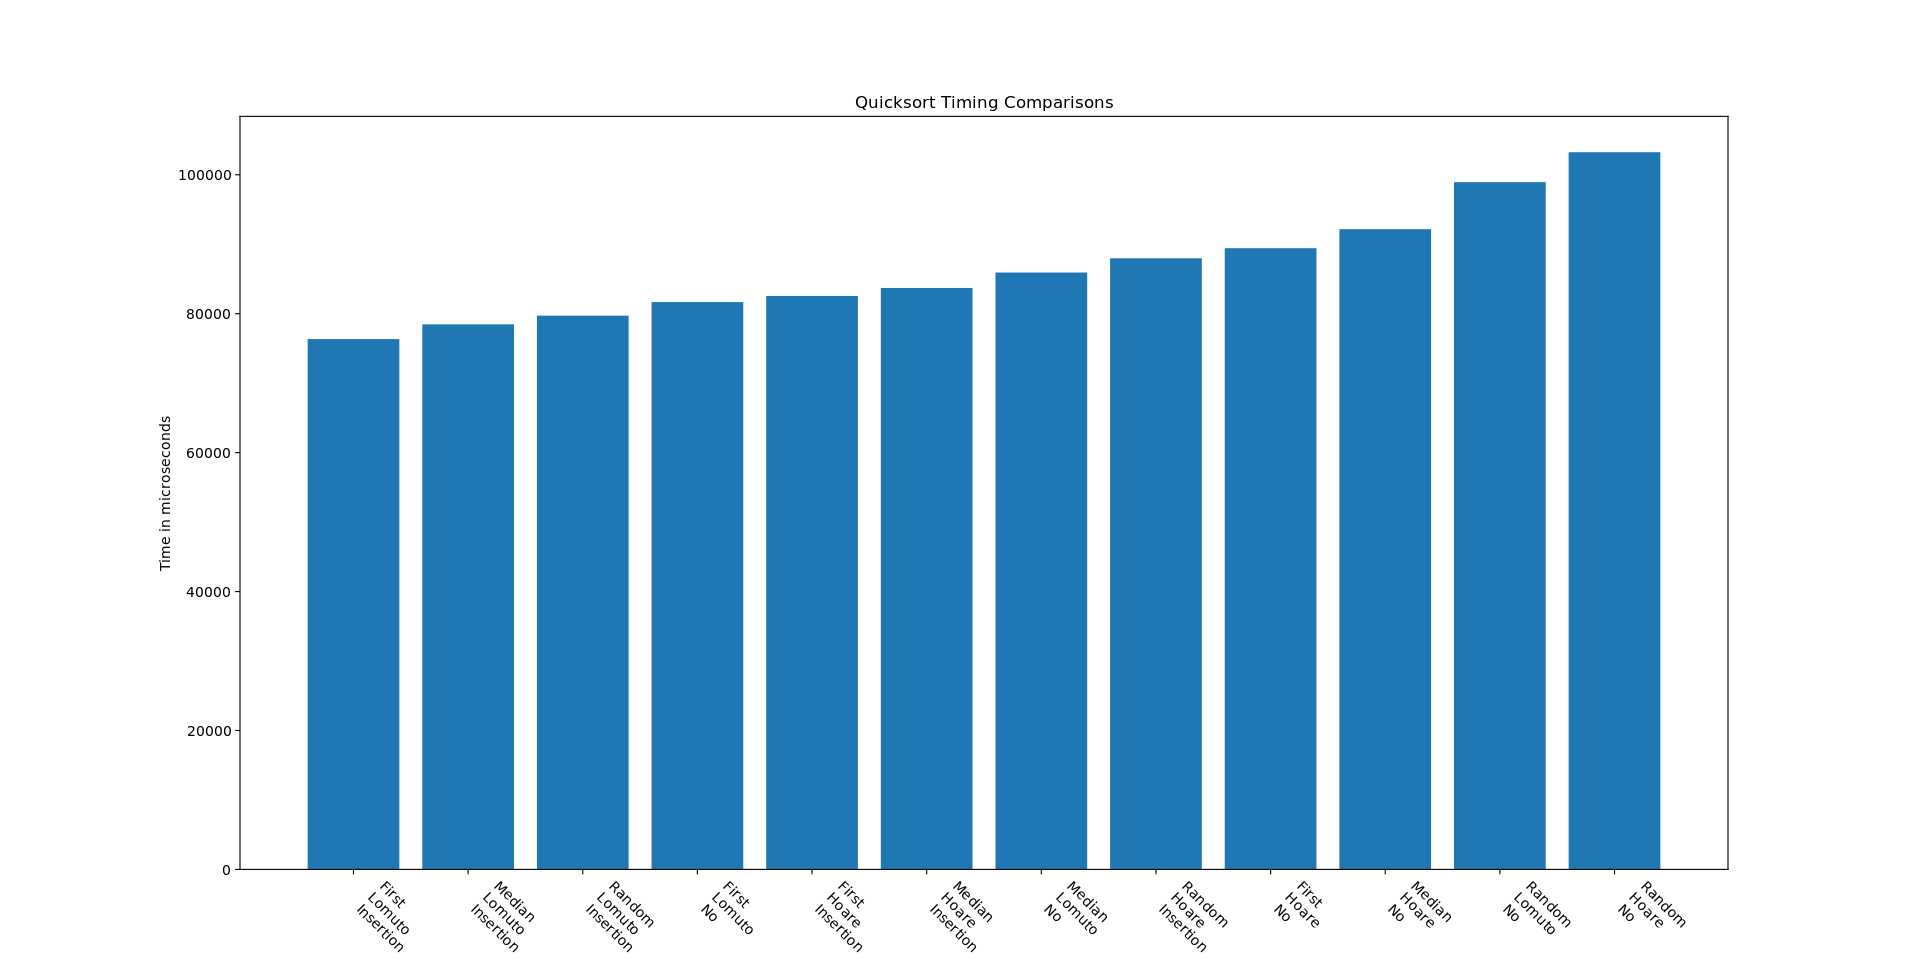 Quicksort Timing Comparisons
Time in microseconds
100000
80000
60000
40000
20000
0
First
Lomuto
Insertion
Median
Lomuto
Insertion
Random
Lomuto
Insertion
First
Lomuto
No
First
Hoare
Insertion
Median
Hoare
Insertion
Median
Lomuto
No
Random
Hoare
Insertion
First
Hoare
No
Median
Hoare
No
Random
Lomuto
No
Random
Hoare
No